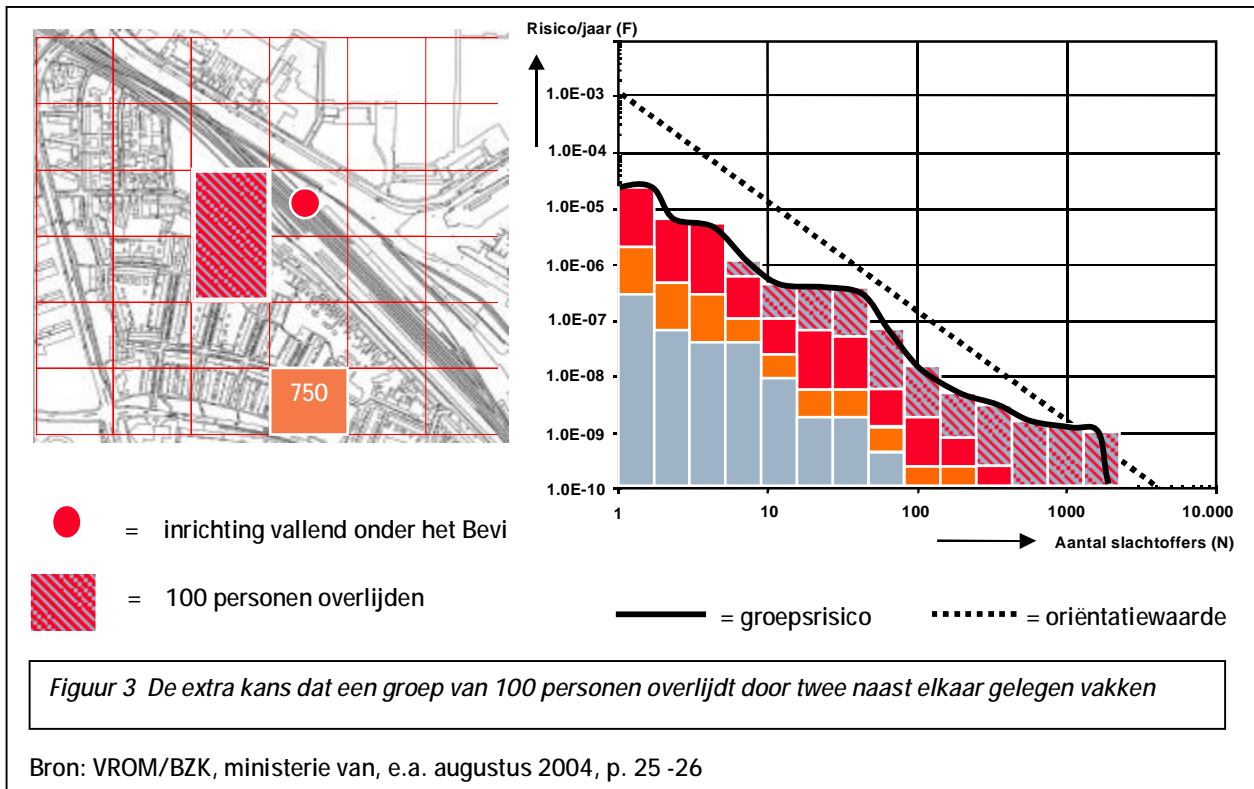 Risico/jaar (F)
1.0E-03
1.0E-04
1.0E-05
1.0E-06
1.0E-07
1.0E-08
1.0E-09
1.0E-10
1
10
100
1000
10.000
Aantal slachtoffers (N)
750
= inrichting vallend onder het Bevi
= 100 personen overlijden
= groepsrisico
= oriëntatiewaarde
Figuur 3 De extra kans dat een groep van 100 personen overlijdt door twee naast elkaar gelegen vakken
Bron: VROM/BZK, ministerie van, e.a. augustus 2004, p. 25 -26